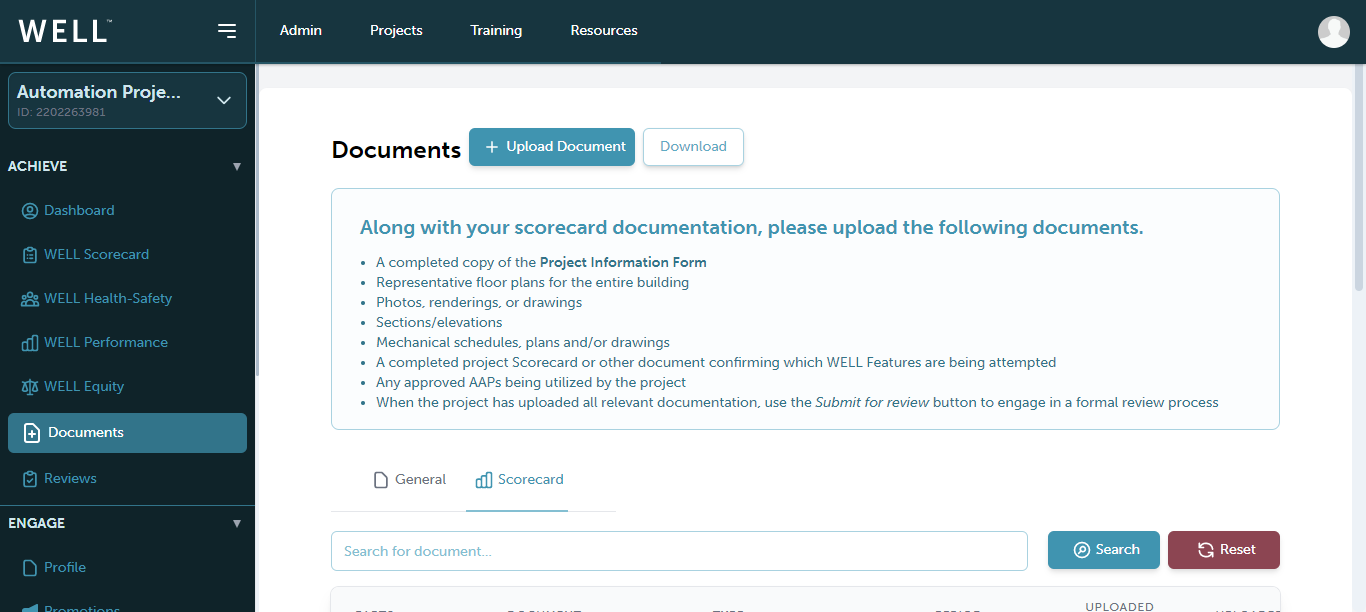 WELL™
Admin Projects Training Resources
Automation Proje...
ID: 2202263981
ACHIEVE
Dashboard
WELL Scorecard
WELL Health-Safety
WELL Performance
WELL Equity
Documents
Reviews
ENGAGE
Profile
Promotions
Documents
Upload Document
Download
Along with your scorecard documentation, please upload the following documents.
• A completed copy of the Project Information Form
• Representative floor plans for the entire building
• Photos, renderings, or drawings
• Sections/elevations
• Mechanical schedules, plans and/or drawings
• A completed project Scorecard or other document confirming which WELL Features are being attempted
• Any approved AAPs being utilized by the project
• When the project has uploaded all relevant documentation, use the Submit for review button to engage in a formal review process
General Scorecard
Search for document...
Search
Reset
UPLOADED